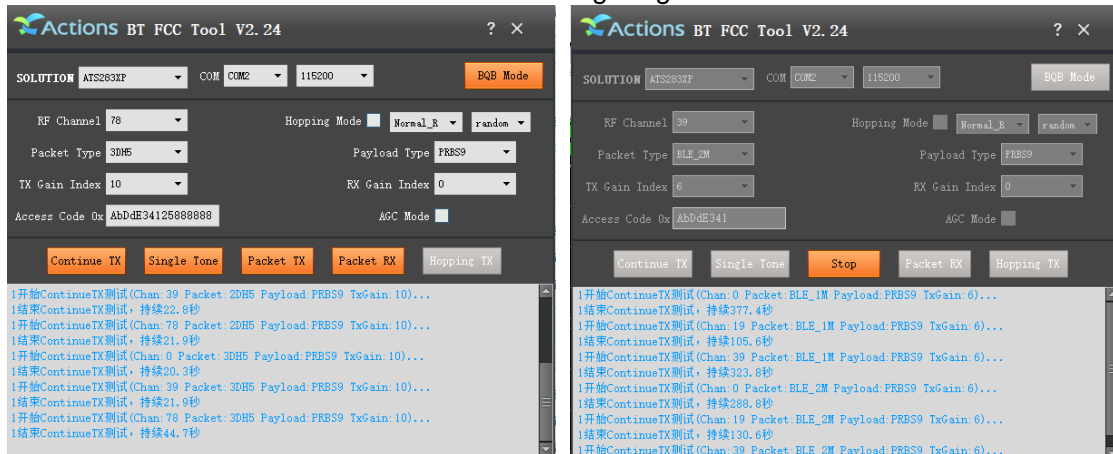 Actions BT FCC Tool V2.24 ? ×
SOLUTION ATS283XP COM COM2 115200 BQB Mode
RF Channel 78 Hopping Mode Normal_R random
Packet Type 3DH5 Payload Type PRBS9
TX Gain Index 10 RX Gain Index 0
Access Code 0x AbDdE34125888888 AGC Mode
Continue TX Single Tone Packet TX Packet RX Hopping TX
1开始ContinueTX测试(Chan:39 Packet:2DH5 Payload:PRBS9 TxGain:10)...
1结束ContinueTX测试，持续22.8秒
1开始ContinueTX测试(Chan:78 Packet:2DH5 Payload:PRBS9 TxGain:10)...
1结束ContinueTX测试，持续21.9秒
1开始ContinueTX测试(Chan:0 Packet:3DH5 Payload:PRBS9 TxGain:10)...
1结束ContinueTX测试，持续20.3秒
1开始ContinueTX测试(Chan:39 Packet:3DH5 Payload:PRBS9 TxGain:10)...
1结束ContinueTX测试，持续21.9秒
1开始ContinueTX测试(Chan:78 Packet:3DH5 Payload:PRBS9 TxGain:10)...
1结束ContinueTX测试，持续44.7秒
Actions BT FCC Tool V2.24 ? ×
SOLUTION ATS283XP COM COM2 115200 BQB Mode
RF Channel 39 Hopping Mode Normal_R random
Packet Type BLE_2M Payload Type PRBS9
TX Gain Index 6 RX Gain Index 0
Access Code 0x AbDdE341 AGC Mode
Continue TX Single Tone Stop Packet RX Hopping TX
1开始ContinueTX测试(Chan:0 Packet:BLE_1M Payload:PRBS9 TxGain:6)...
1结束ContinueTX测试，持续377.4秒
1开始ContinueTX测试(Chan:19 Packet:BLE_1M Payload:PRBS9 TxGain:6)...
1结束ContinueTX测试，持续105.6秒
1开始ContinueTX测试(Chan:39 Packet:BLE_1M Payload:PRBS9 TxGain:6)...
1结束ContinueTX测试，持续323.8秒
1开始ContinueTX测试(Chan:0 Packet:BLE_2M Payload:PRBS9 TxGain:6)...
1结束ContinueTX测试，持续288.8秒
1开始ContinueTX测试(Chan:19 Packet:BLE_2M Payload:PRBS9 TxGain:6)...
1结束ContinueTX测试，持续130.6秒
1开始ContinueTX测试(Chan:39 Packet:BLE_2M Payload:PRBS9 TxGain:6)...